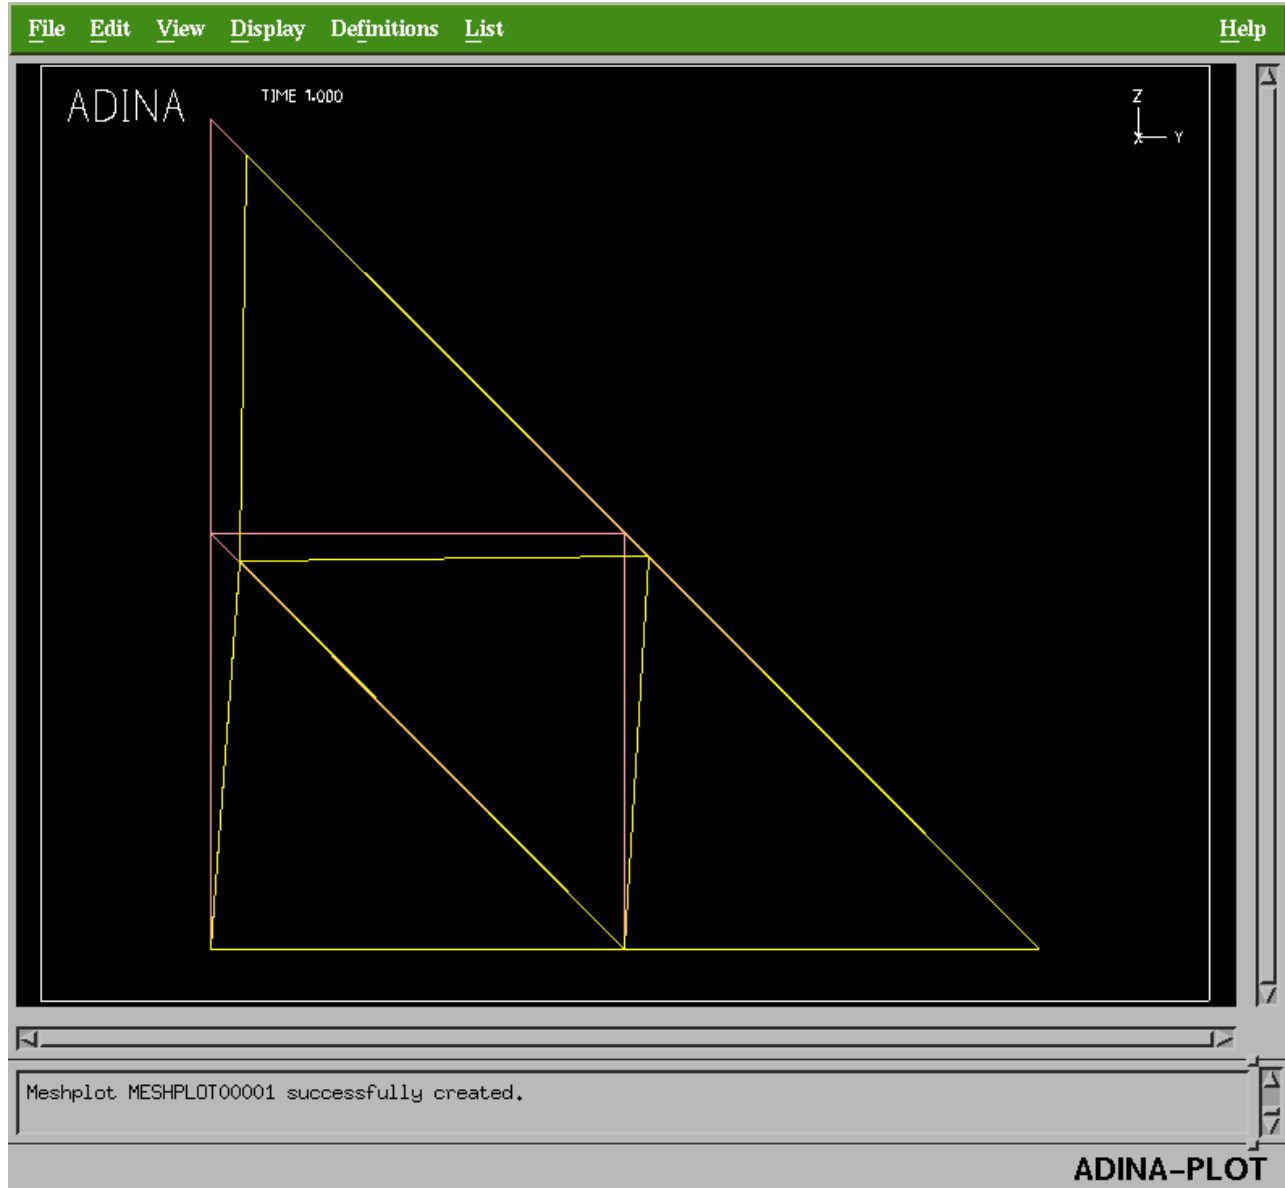 File Edit View Display Definitions List Help
ADINA
TIME 1.000
Z
X Y
Meshplot MESHPLOT00001 successfully created.
ADINA-PLOT